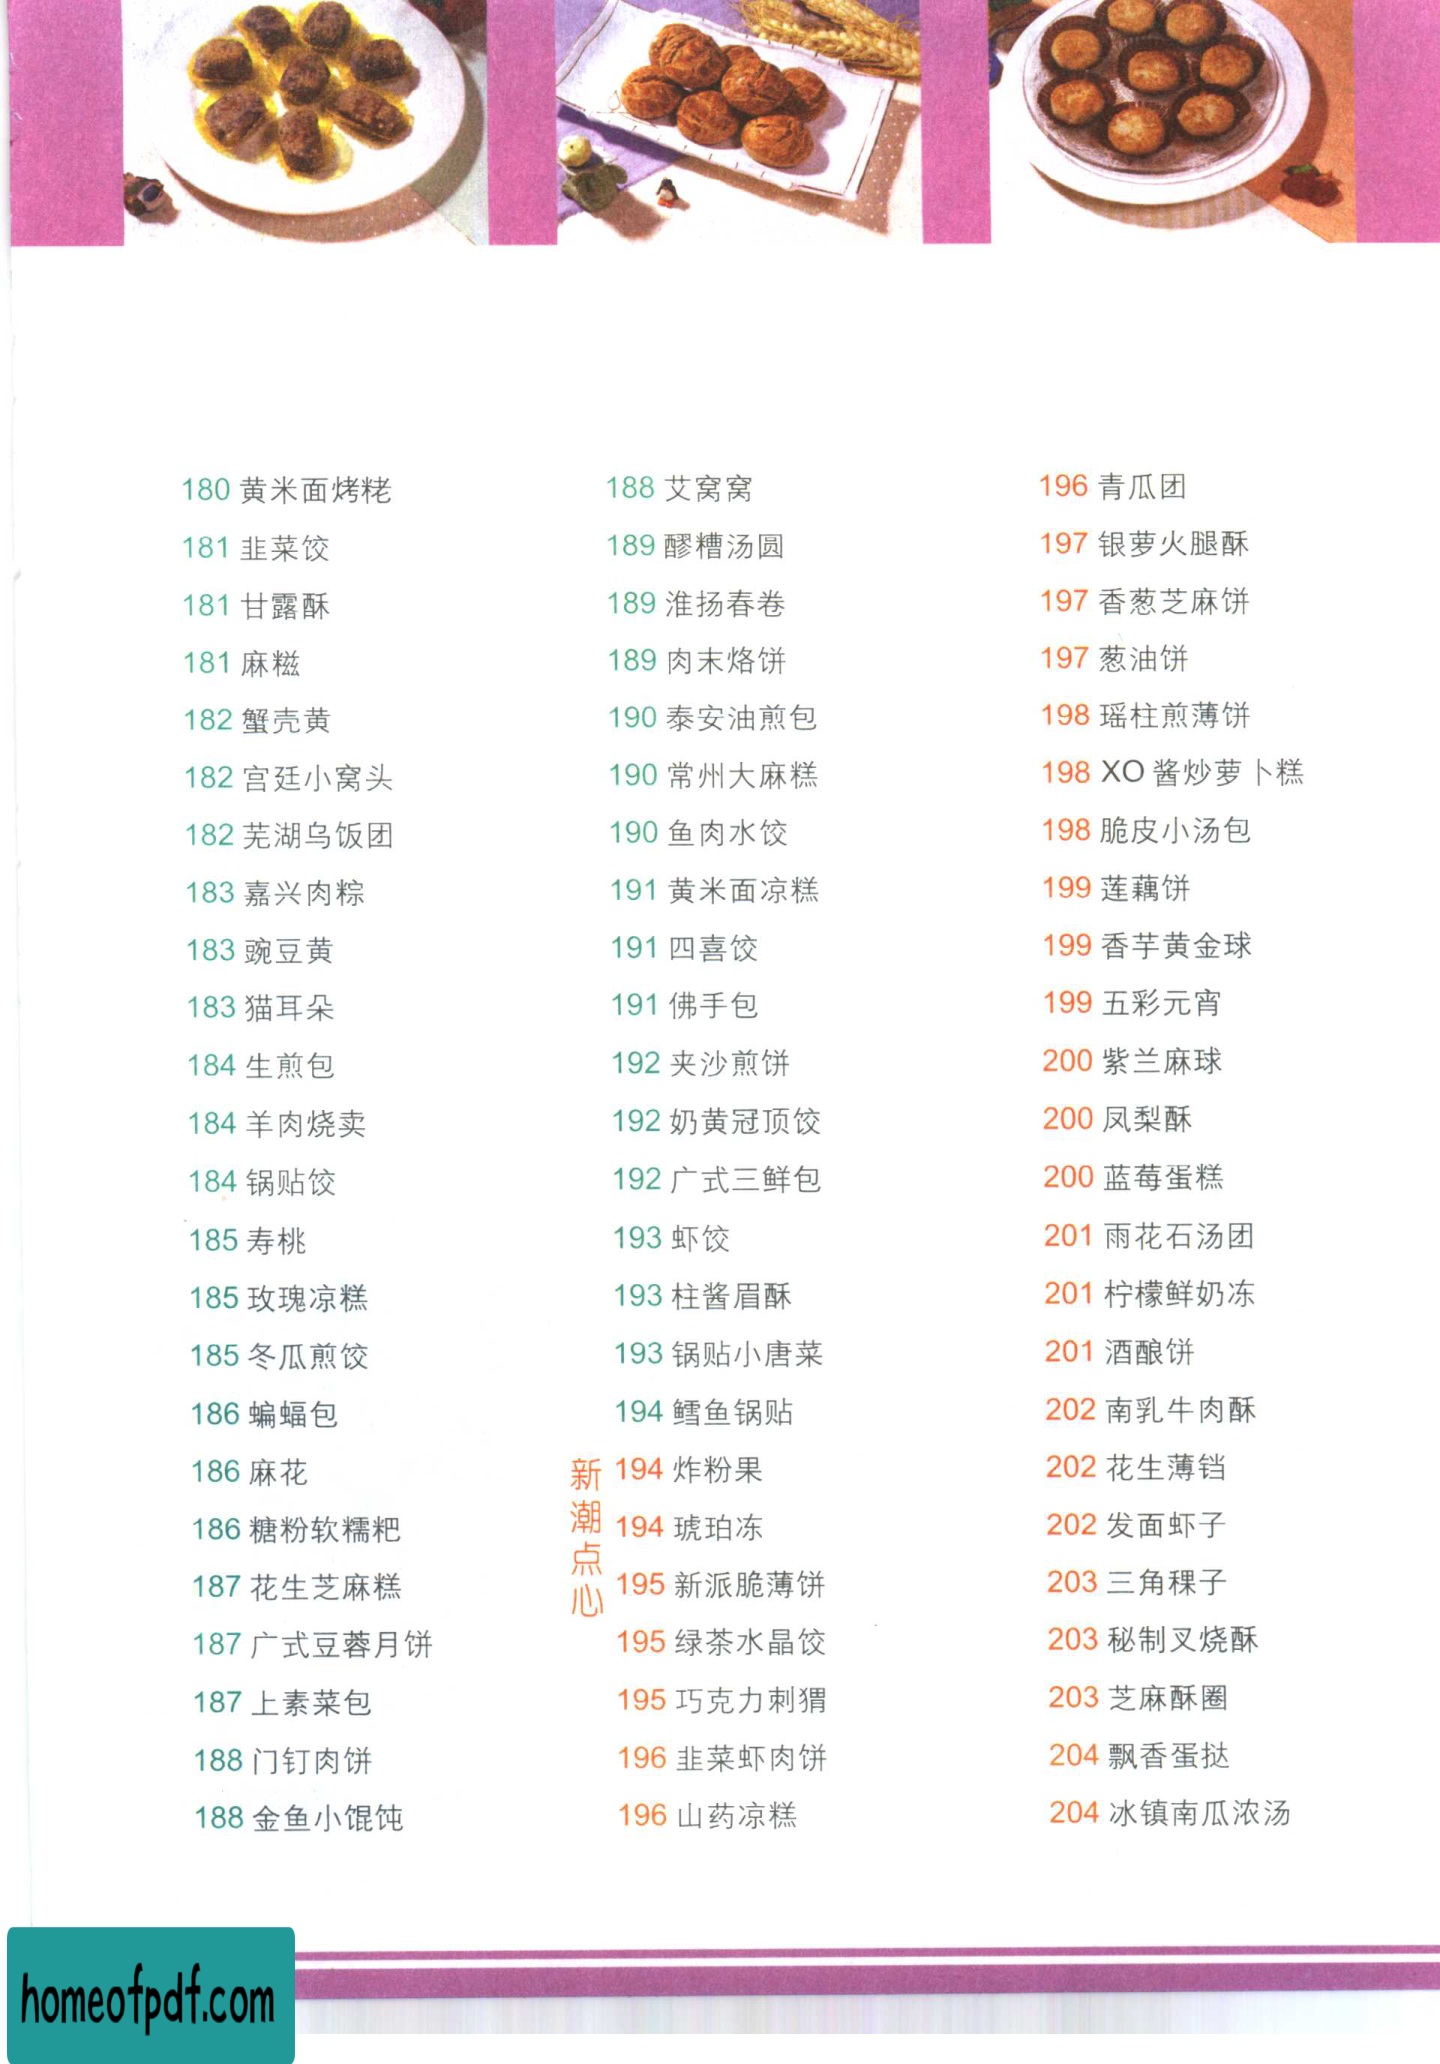 180 黄米面烤粩
181 韭菜饺
181 甘露酥
181 麻糍
182 蟹壳黄
182 宫廷小窝头
182 芜湖乌饭团
183 嘉兴肉粽
183 豌豆黄
183 猫耳朵
184 生煎包
184 羊肉烧卖
184 锅贴饺
185 寿桃
185 玫瑰凉糕
185 冬瓜煎饺
186 蝙蝠包
186 麻花
186 糖粉软糯粑
187 花生芝麻糕
187 广式豆蓉月饼
187 上素菜包
188 门钉肉饼
188 金鱼小馄饨
188 艾窝窝
189 醪糟汤圆
189 淮扬春卷
189 肉末烙饼
190 泰安油煎包
190 常州大麻糕
190 鱼肉水饺
191 黄米面凉糕
191 四喜饺
191 佛手包
192 夹沙煎饼
192 奶黄冠顶饺
192 广式三鲜包
193 虾饺
193 柱酱眉酥
193 锅贴小唐菜
194 鳕鱼锅贴
新潮点心
194 炸粉果
194 琥珀冻
195 新派脆薄饼
195 绿茶水晶饺
195 巧克力刺猬
196 韭菜虾肉饼
196 山药凉糕
196 青瓜团
197 银萝火腿酥
197 香葱芝麻饼
197 葱油饼
198 瑶柱煎薄饼
198 XO 酱炒萝卜糕
198 脆皮小汤包
199 莲藕饼
199 香芋黄金球
199 五彩元宵
200 紫兰麻球
200 凤梨酥
200 蓝莓蛋糕
201 雨花石汤团
201 柠檬鲜奶冻
201 酒酿饼
202 南乳牛肉酥
202 花生薄铛
202 发面虾子
203 三角稞子
203 秘制叉烧酥
203 芝麻酥圈
204 飘香蛋挞
204 冰镇南瓜浓汤
homeofpdf.com